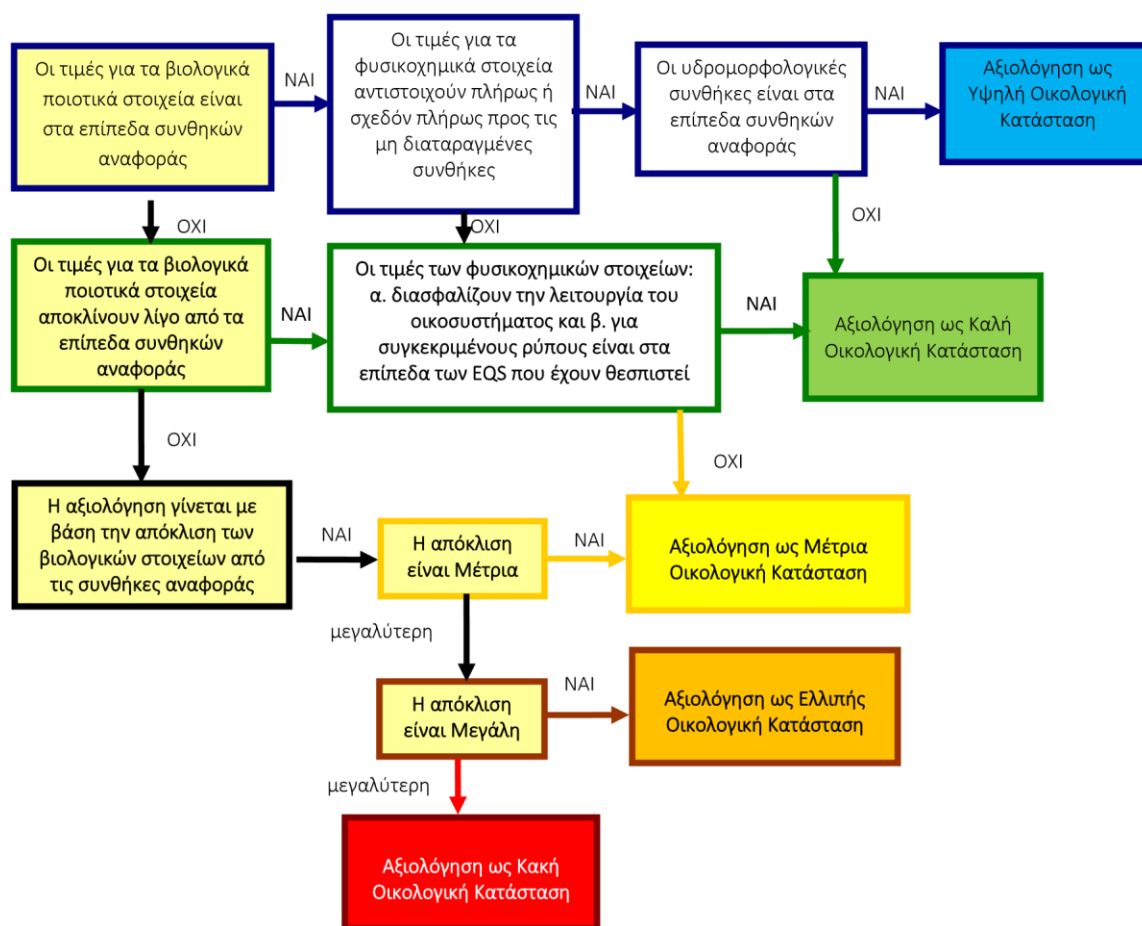 Οι τιμές για τα βιολογικά
ποιοτικά στοιχεία είναι
στα επίπεδα συνθηκών
αναφοράς
ΝΑΙ
Οι τιμές για τα
φυσικοχημικά στοιχεία
αντιστοιχούν πλήρως ή
σχεδόν πλήρως προς τις
μη διαταραγμένες
συνθήκες
ΝΑΙ
Οι υδρομορφολογικές
συνθήκες είναι στα
επίπεδα συνθηκών
αναφοράς
ΝΑΙ
Αξιολόγηση ως
Υψηλή Οικολογική
Κατάσταση
ΟΧΙ
ΟΧΙ
ΟΧΙ
Οι τιμές για τα βιολογικά
ποιοτικά στοιχεία
αποκλίνουν λίγο από τα
επίπεδα συνθηκών
αναφοράς
ΝΑΙ
Οι τιμές των φυσικοχημικών στοιχείων:
α. διασφαλίζουν την λειτουργία του
οικοσυστήματος και β. για
συγκεκριμένους ρύπους είναι στα
επίπεδα των EQS που έχουν θεσπιστεί
ΝΑΙ
Αξιολόγηση ως Καλή
Οικολογική Κατάσταση
ΟΧΙ
ΟΧΙ
Η αξιολόγηση γίνεται με
βάση την απόκλιση των
βιολογικών στοιχείων από
τις συνθήκες αναφοράς
ΝΑΙ
Η απόκλιση
είναι Μέτρια
ΝΑΙ
Αξιολόγηση ως Μέτρια
Οικολογική Κατάσταση
μεγαλύτερη
Η απόκλιση
είναι Μεγάλη
ΝΑΙ
Αξιολόγηση ως Ελλιπής
Οικολογική Κατάσταση
μεγαλύτερη
Αξιολόγηση ως Κακή
Οικολογική Κατάσταση